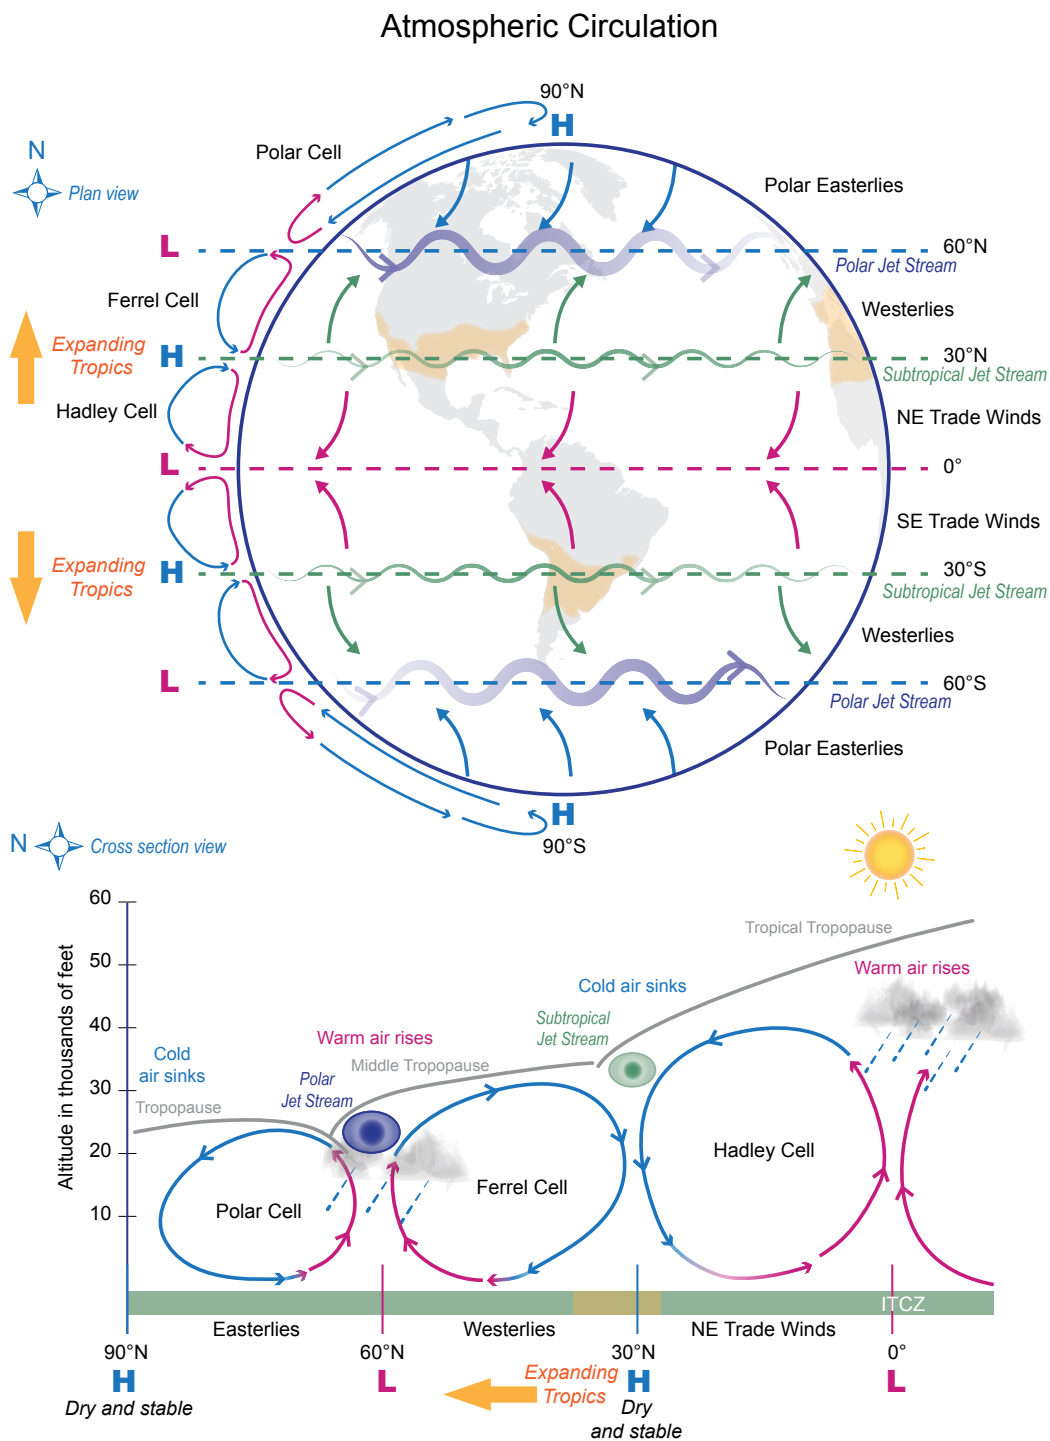 Atmospheric Circulation
90°N
H
Polar Cell
N
Plan view
Polar Easterlies
L
60°N
Polar Jet Stream
Ferrel Cell
Westerlies
Expanding
Tropics
H
30°N
Subtropical Jet Stream
Hadley Cell
NE Trade Winds
L
0°
SE Trade Winds
Expanding
Tropics
H
30°S
Subtropical Jet Stream
Westerlies
L
60°S
Polar Jet Stream
Polar Easterlies
H
90°S
N
Cross section view
Altitude in thousands of feet
60
50
40
30
20
10
Tropical Tropopause
Warm air rises
Cold air sinks
Subtropical
Jet Stream
Warm air rises
Middle Tropopause
Cold
air sinks
Polar
Jet Stream
Tropopause
Polar Cell
Ferrel Cell
Hadley Cell
ITCZ
Easterlies
Westerlies
NE Trade Winds
90°N
60°N
30°N
0°
H
L
Expanding
Tropics
H
L
Dry and stable
Dry
and stable